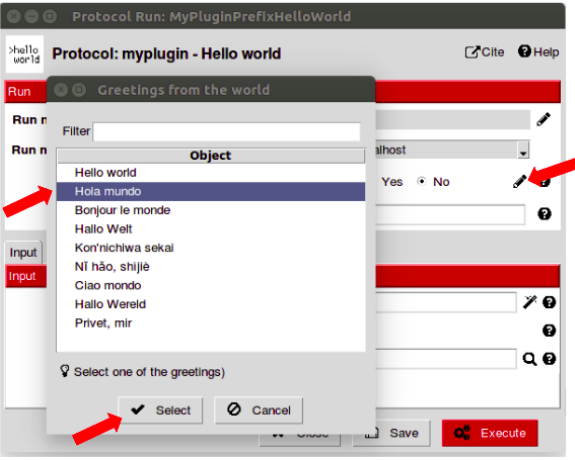 Protocol Run: MyPluginPrefixHelloWorld
>hello
world
Protocol: myplugin - Hello world
Cite
Help
Run
Greetings from the world
Run n
Filter
Run n
lhost
Object
Hello world
Yes
No
Hola mundo
Bonjour le monde
Hallo Welt
Kon'nichiwa sekai
Input
Nǐ hǎo, shìjiè
Input
Ciao mondo
Hallo Wereld
Privet, mir
Select one of the greetings)
Select
Cancel
Close
Save
Execute